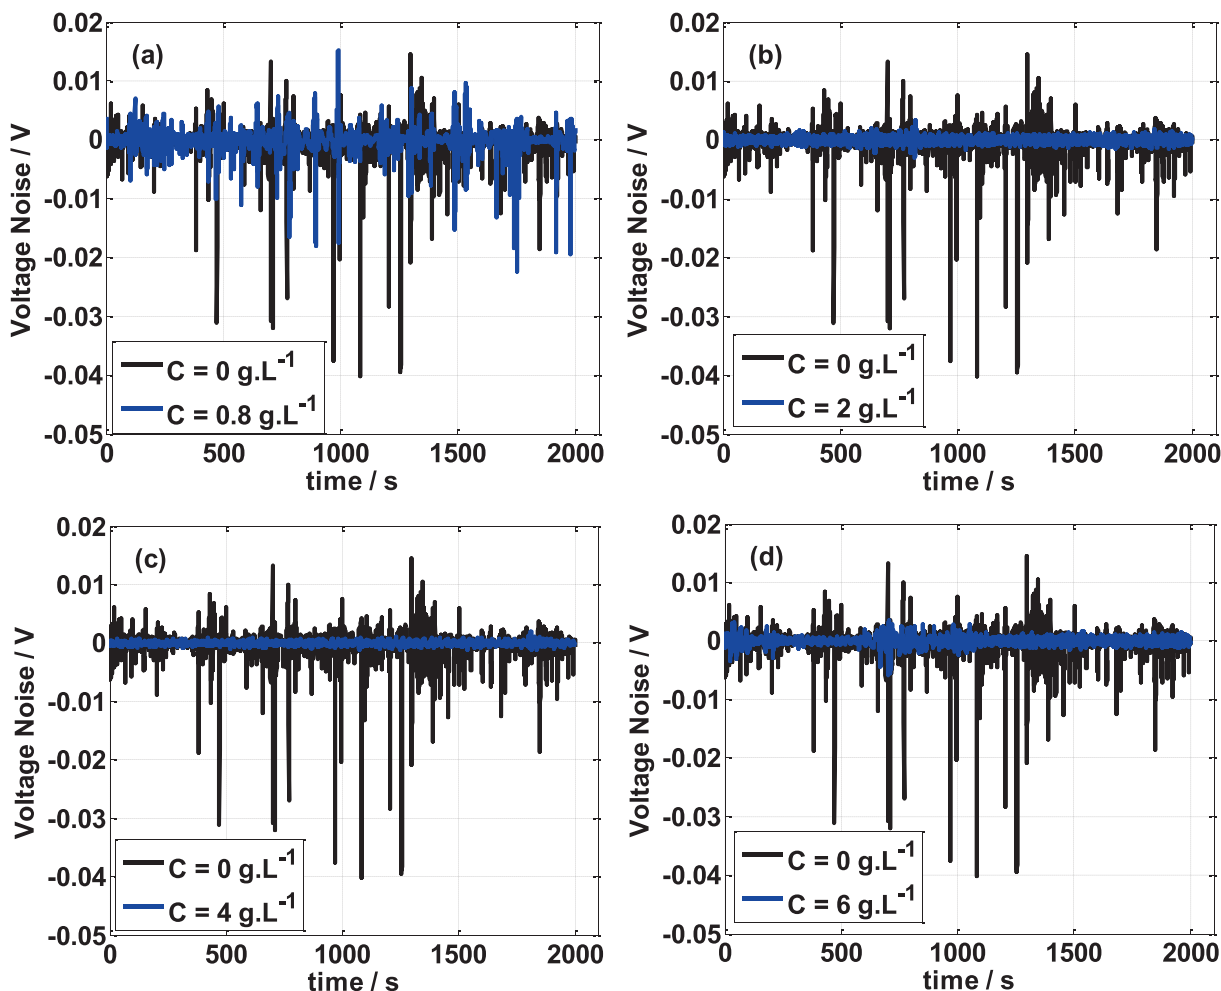 (a)
0.02
0.01
0
-0.01
-0.02
-0.03
-0.04
-0.05
Voltage Noise / V
C = 0 g.L⁻¹
C = 0.8 g.L⁻¹
0 500 1000 1500 2000
time / s
(b)
0.02
0.01
0
-0.01
-0.02
-0.03
-0.04
-0.05
Voltage Noise / V
C = 0 g.L⁻¹
C = 2 g.L⁻¹
0 500 1000 1500 2000
time / s
(c)
0.02
0.01
0
-0.01
-0.02
-0.03
-0.04
-0.05
Voltage Noise / V
C = 0 g.L⁻¹
C = 4 g.L⁻¹
0 500 1000 1500 2000
time / s
(d)
0.02
0.01
0
-0.01
-0.02
-0.03
-0.04
-0.05
Voltage Noise / V
C = 0 g.L⁻¹
C = 6 g.L⁻¹
0 500 1000 1500 2000
time / s